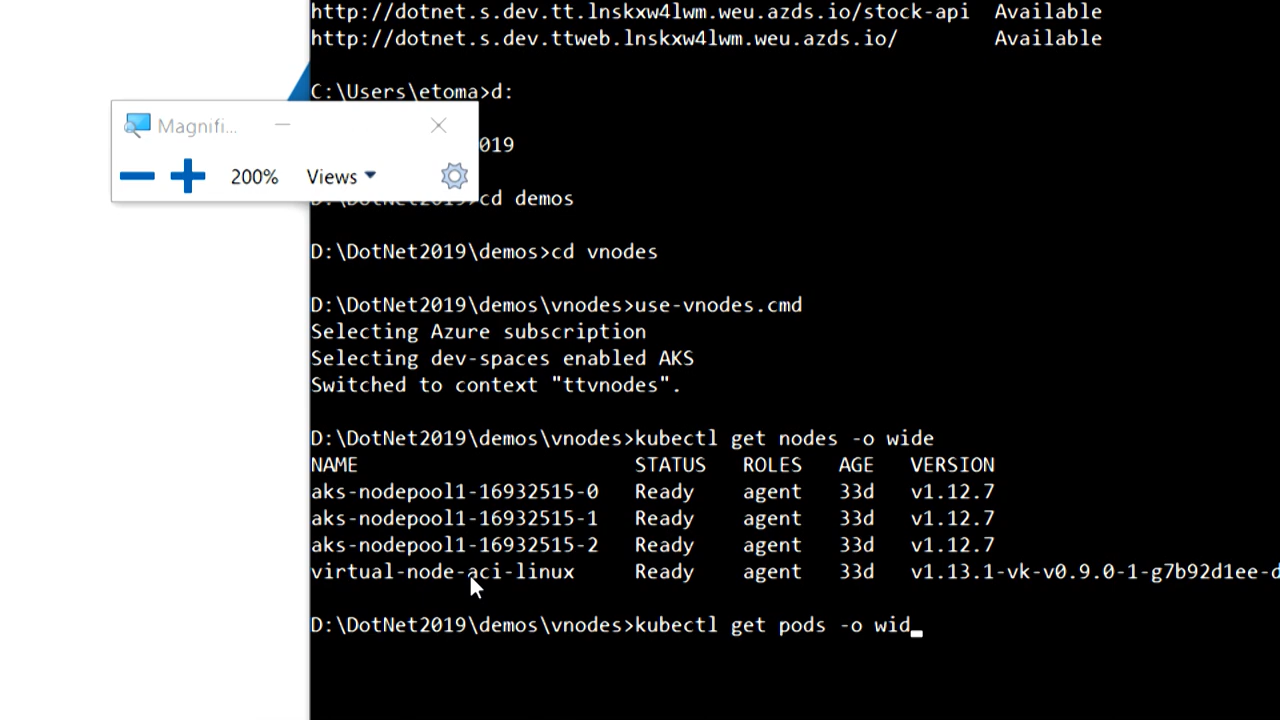 http://dotnet.s.dev.tt.lnskxw4lwm.weu.azds.io/stock-api  Available
http://dotnet.s.dev.ttweb.lnskxw4lwm.weu.azds.io/        Available
C:\Users\etoma>d:
Magnifi...
019
200% Views
D:\DotNet2019>cd demos
D:\DotNet2019\demos>cd vnodes
D:\DotNet2019\demos\vnodes>use-vnodes.cmd
Selecting Azure subscription
Selecting dev-spaces enabled AKS
Switched to context "ttvnodes".
D:\DotNet2019\demos\vnodes>kubectl get nodes -o wide
NAME                       STATUS   ROLES   AGE   VERSION
aks-nodepool1-16932515-0   Ready    agent   33d   v1.12.7
aks-nodepool1-16932515-1   Ready    agent   33d   v1.12.7
aks-nodepool1-16932515-2   Ready    agent   33d   v1.12.7
virtual-node-aci-linux     Ready    agent   33d   v1.13.1-vk-v0.9.0-1-g7b92d1ee-d
D:\DotNet2019\demos\vnodes>kubectl get pods -o wid_